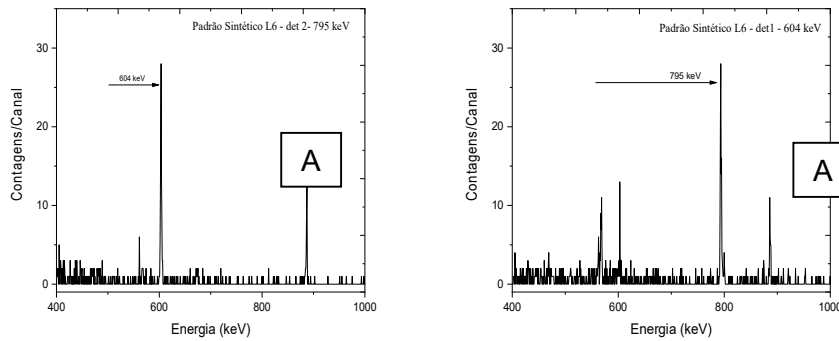 Padrão Sintético L6 - det 2- 795 keV
604 keV
A
Contagens/Canal
30
20
10
0
400
600
800
1000
Energia (keV)
Padrão Sintético L6 - det1 - 604 keV
795 keV
A
Contagens/Canal
30
20
10
0
400
600
800
1000
Energia (keV)